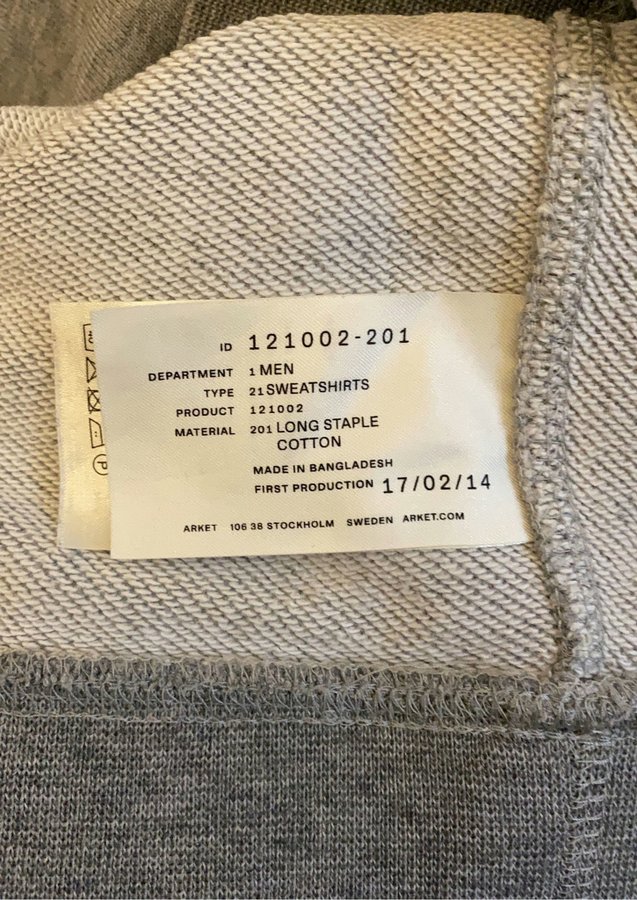 ID 121002-201
DEPARTMENT 1 MEN
TYPE 21 SWEATSHIRTS
PRODUCT 121002
MATERIAL 201 LONG STAPLE
COTTON
MADE IN BANGLADESH
FIRST PRODUCTION 17/02/14
ARKET 106 38 STOCKHOLM SWEDEN ARKET.COM
40
P